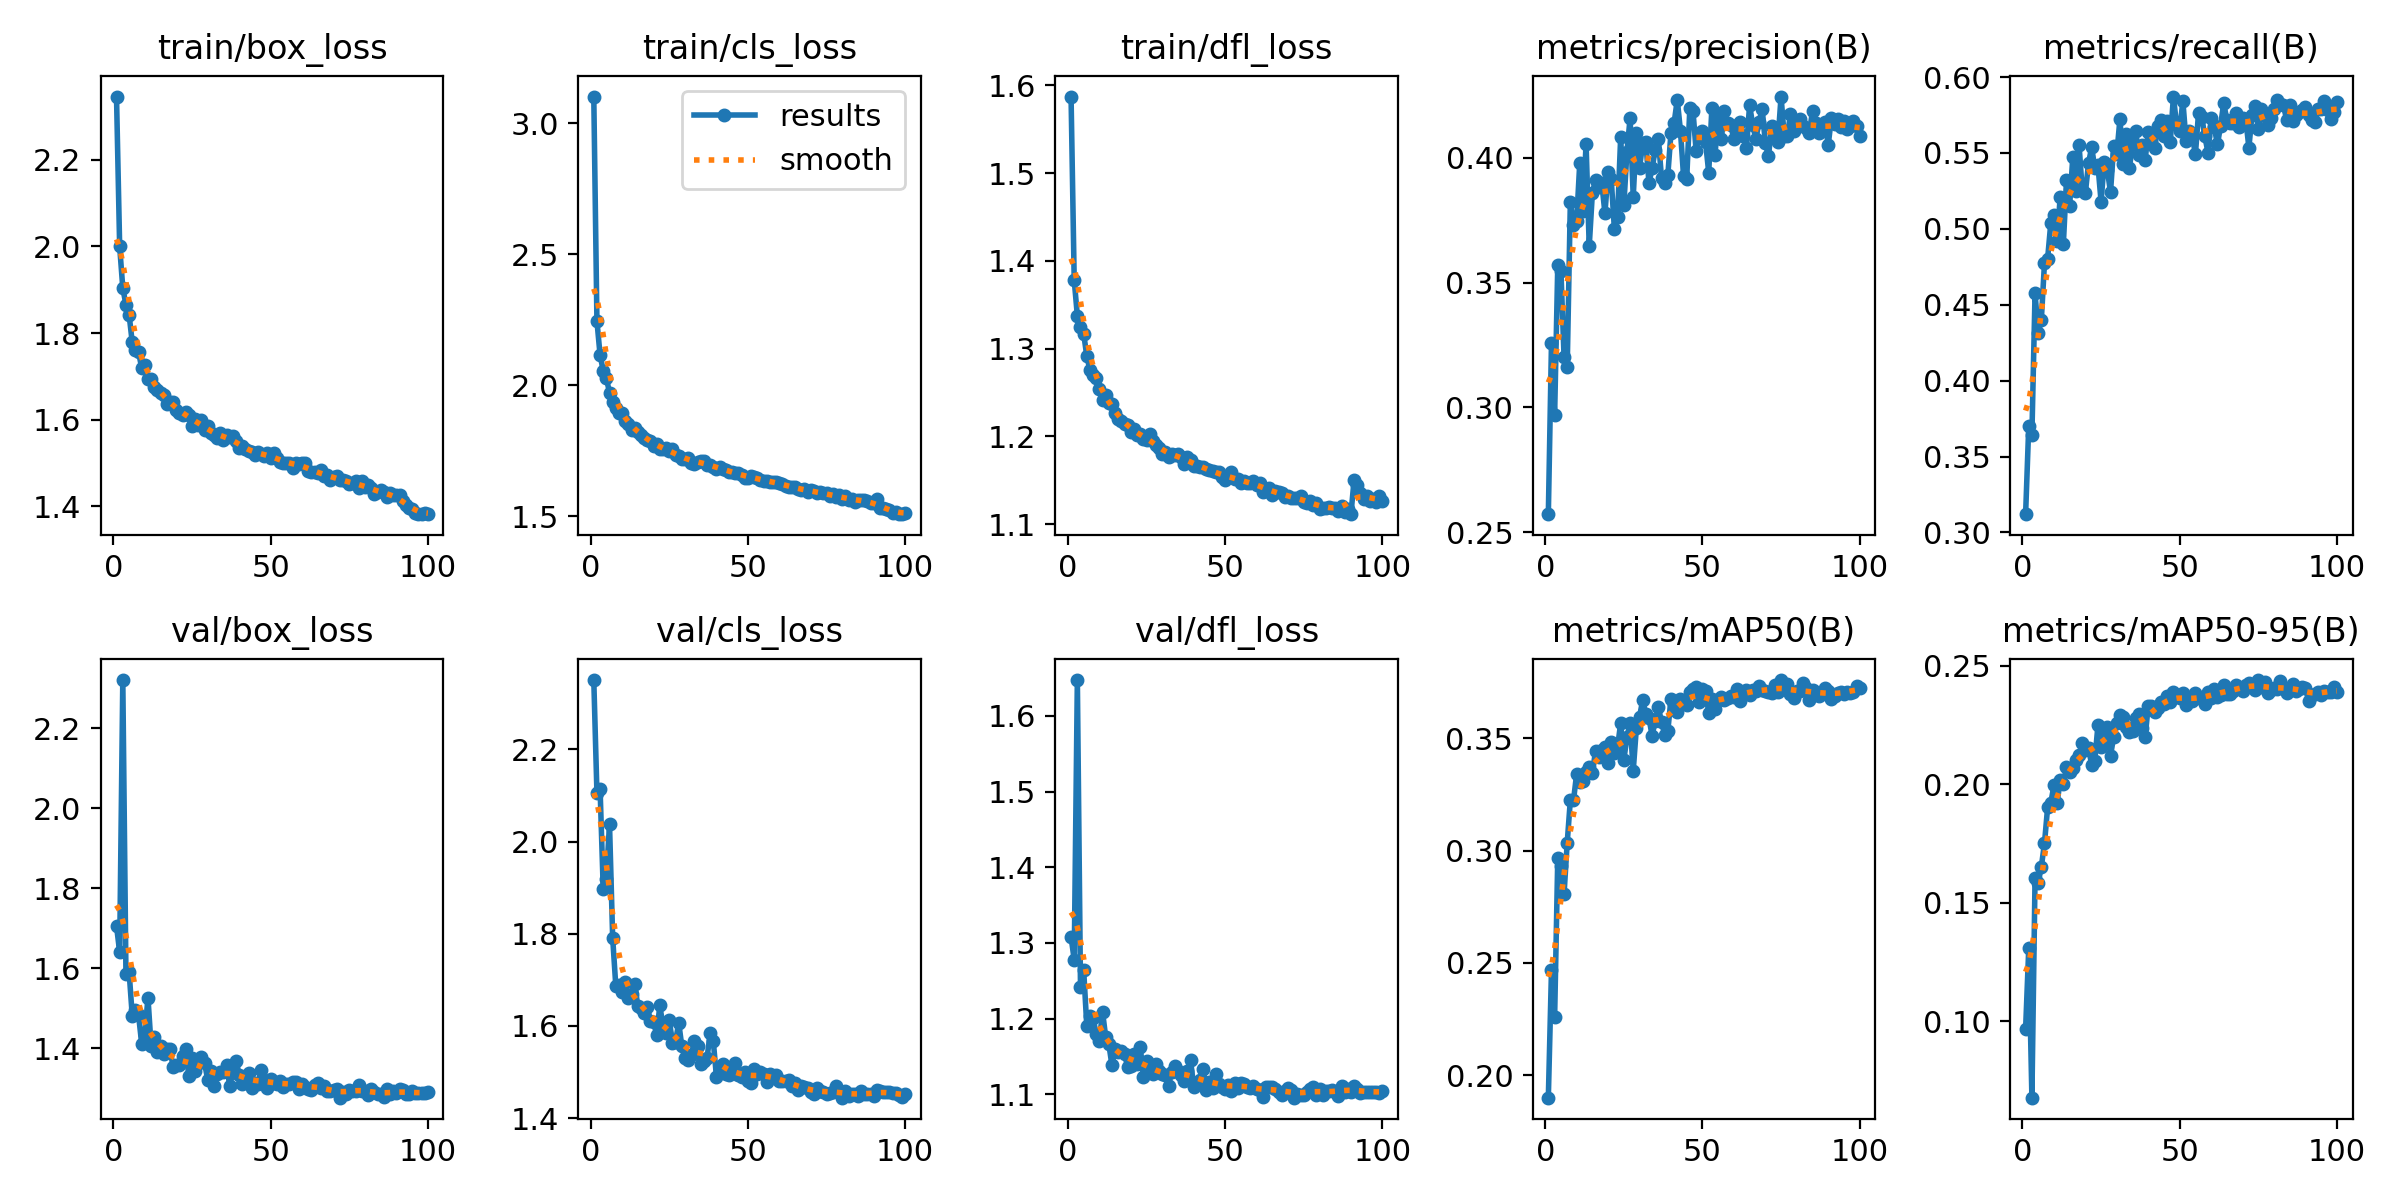 train/box_loss
2.2
2.0
1.8
1.6
1.4
0 50 100
train/cls_loss
results
smooth
3.0
2.5
2.0
1.5
0 50 100
train/dfl_loss
1.6
1.5
1.4
1.3
1.2
1.1
0 50 100
metrics/precision(B)
0.40
0.35
0.30
0.25
0 50 100
metrics/recall(B)
0.60
0.55
0.50
0.45
0.40
0.35
0.30
0 50 100
val/box_loss
2.2
2.0
1.8
1.6
1.4
0 50 100
val/cls_loss
2.2
2.0
1.8
1.6
1.4
0 50 100
val/dfl_loss
1.6
1.5
1.4
1.3
1.2
1.1
0 50 100
metrics/mAP50(B)
0.35
0.30
0.25
0.20
0 50 100
metrics/mAP50-95(B)
0.25
0.20
0.15
0.10
0 50 100